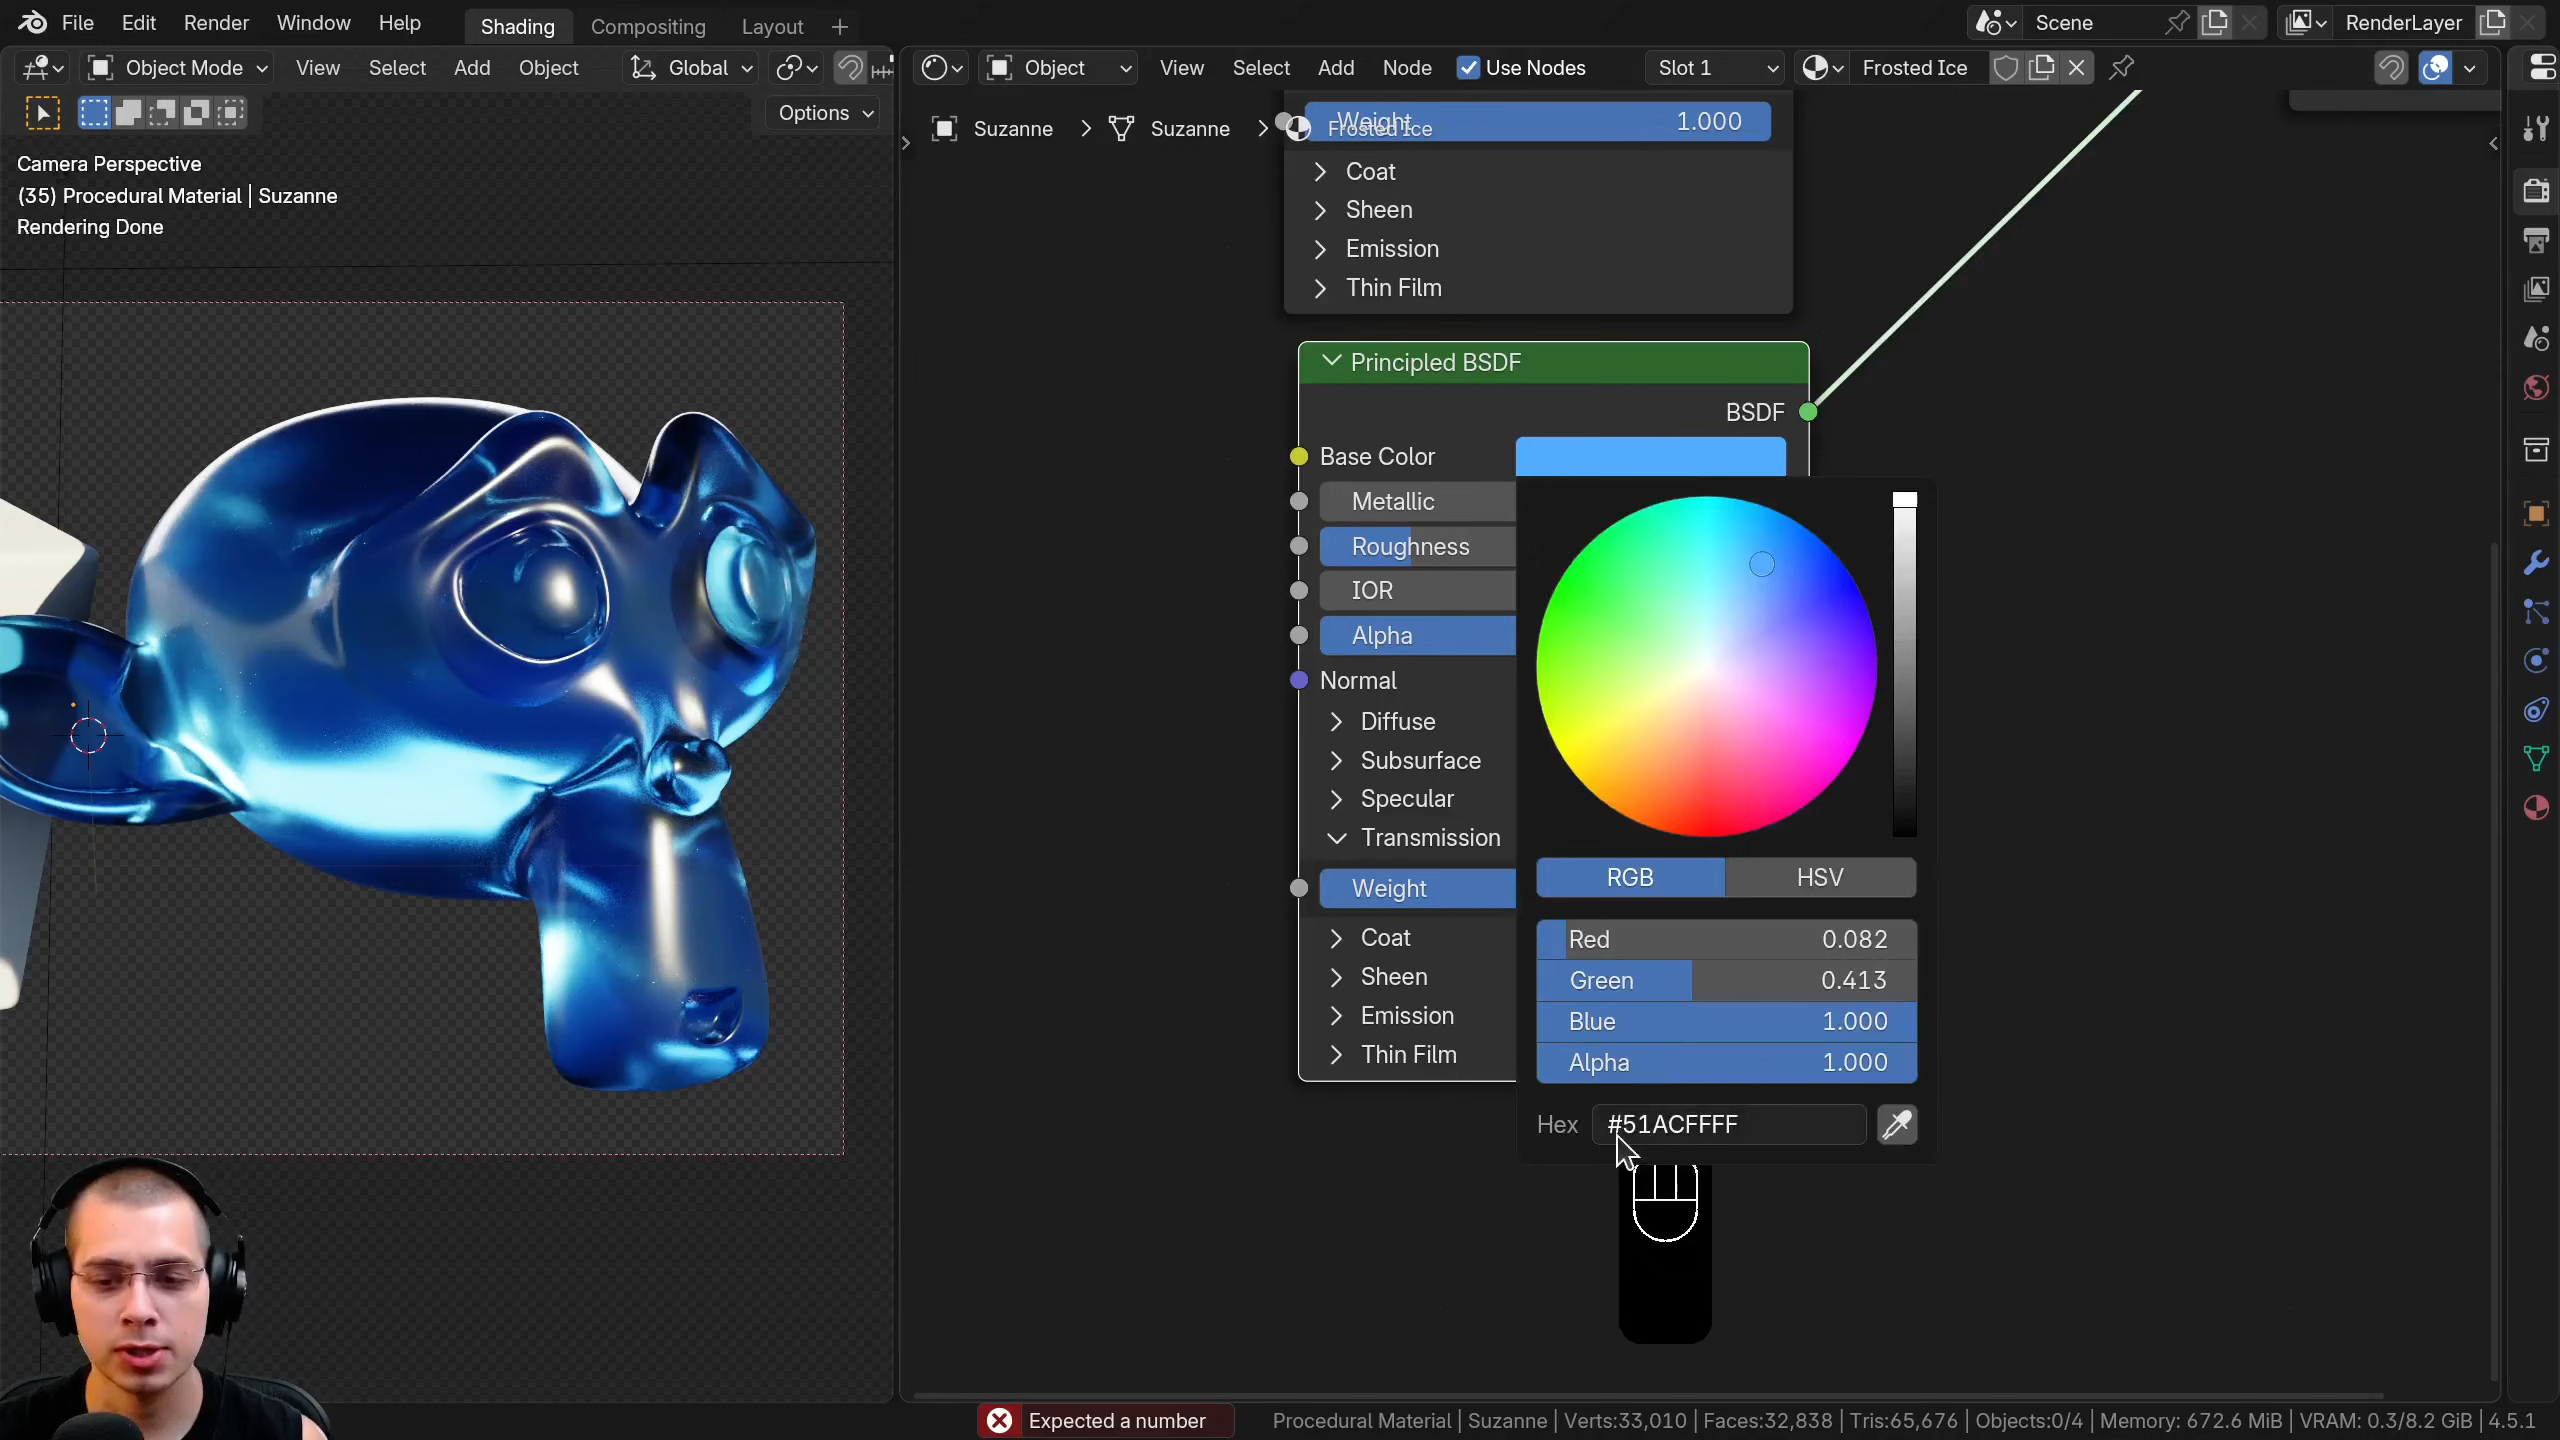 File Edit Render Window Help Shading Compositing Layout + Scene RenderLayer
Object Mode View Select Add Object Global
Object View Select Add Node Use Nodes Slot 1 Frosted Ice
Options
Suzanne > Suzanne > Frosted Ice
Weight 1.000
Camera Perspective
(35) Procedural Material | Suzanne
Rendering Done
Coat
Sheen
Emission
Thin Film
Principled BSDF
BSDF
Base Color
Metallic
Roughness
IOR
Alpha
Normal
Diffuse
Subsurface
Specular
Transmission
Weight
Coat
Sheen
Emission
Thin Film
RGB HSV
Red 0.082
Green 0.413
Blue 1.000
Alpha 1.000
Hex #51ACFFFF
Expected a number
Procedural Material | Suzanne | Verts:33,010 | Faces:32,838 | Tris:65,676 | Objects:0/4 | Memory: 672.6 MiB | VRAM: 0.3/8.2 GiB | 4.5.1